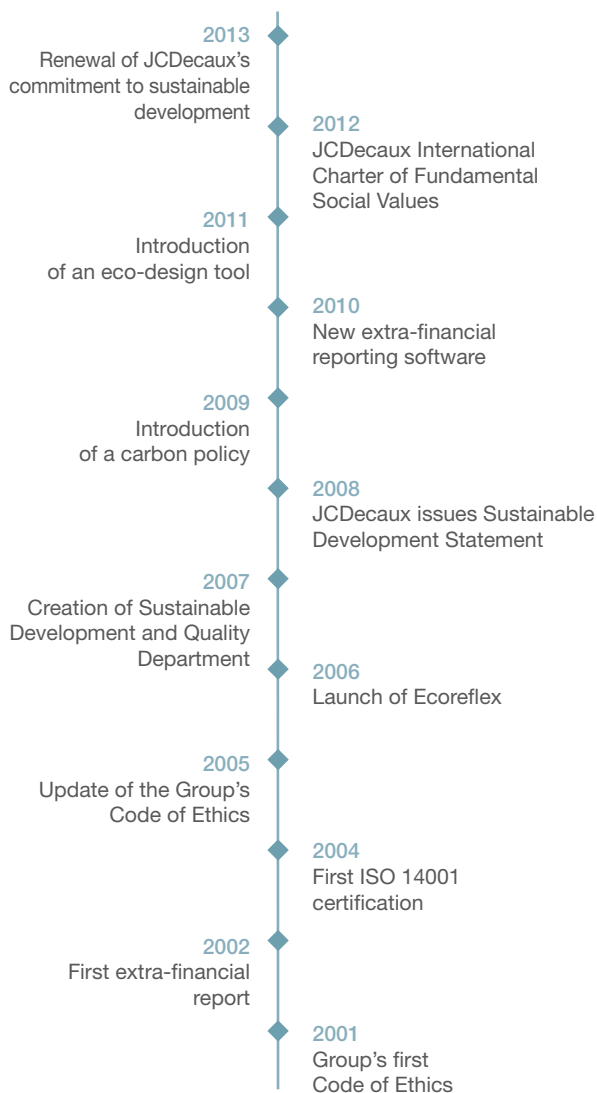 2013
Renewal of JCDecaux’s
commitment to sustainable
development
2012
JCDecaux International
Charter of Fundamental
Social Values
2011
Introduction
of an eco-design tool
2010
New extra-financial
reporting software
2009
Introduction
of a carbon policy
2008
JCDecaux issues Sustainable
Development Statement
2007
Creation of Sustainable
Development and Quality
Department
2006
Launch of Ecoreflex
2005
Update of the Group’s
Code of Ethics
2004
First ISO 14001
certification
2002
First extra-financial
report
2001
Group’s first
Code of Ethics